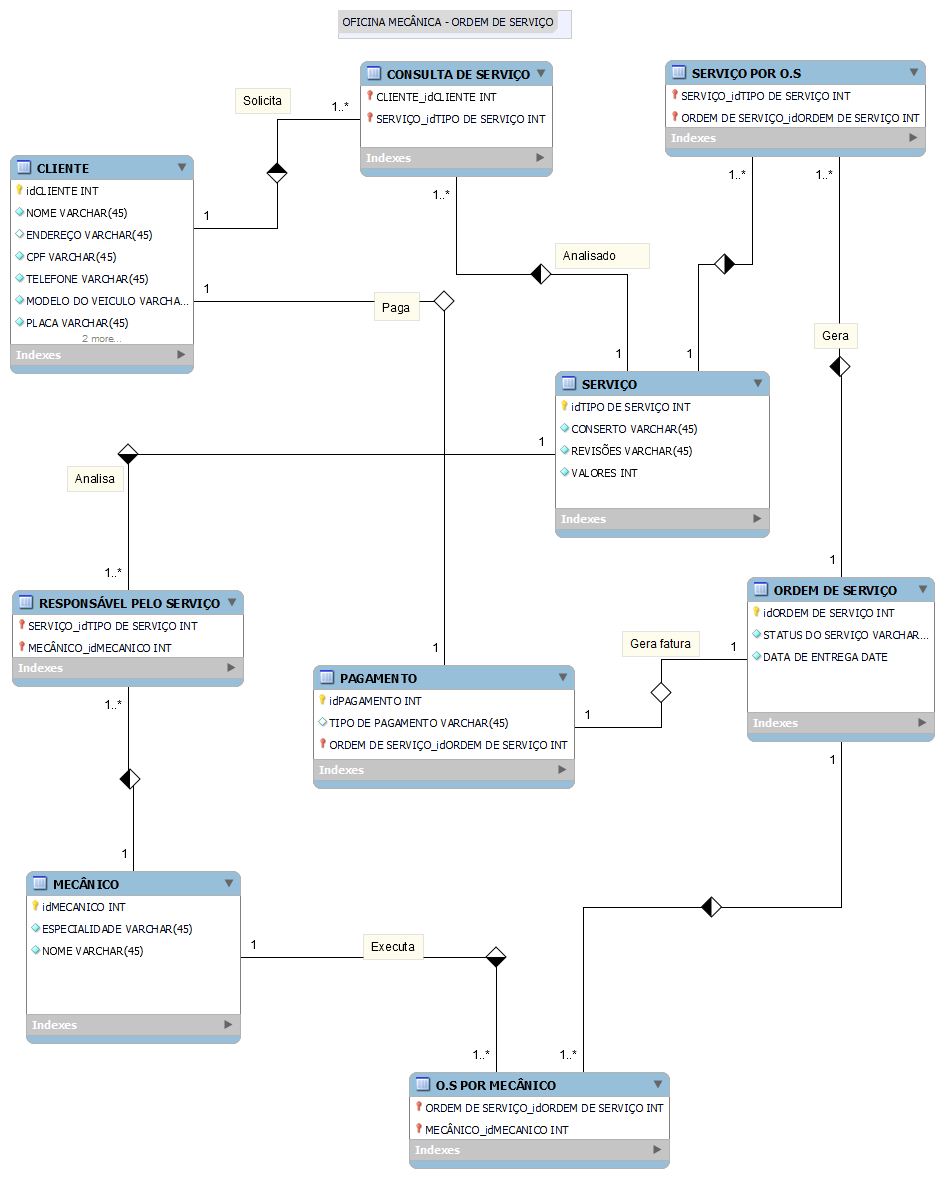 OFICINA MECÂNICA - ORDEM DE SERVIÇO
CONSULTA DE SERVIÇO
CLIENTE_idCLIENTE INT
SERVIÇO_idTIPO DE SERVIÇO INT
Indexes
SERVIÇO POR O.S
SERVIÇO_idTIPO DE SERVIÇO INT
ORDEM DE SERVIÇO_idORDEM DE SERVIÇO INT
Indexes
Solicita
1..*
1
CLIENTE
idCLIENTE INT
NOME VARCHAR(45)
ENDEREÇO VARCHAR(45)
CPF VARCHAR(45)
TELEFONE VARCHAR(45)
MODELO DO VEICULO VARCHA...
PLACA VARCHAR(45)
2 more...
Indexes
1
Paga
1
1..*
Analisado
1
1..*
1
1..*
Gera
1
SERVIÇO
idTIPO DE SERVIÇO INT
CONSERTO VARCHAR(45)
REVISÕES VARCHAR(45)
VALORES INT
Indexes
1
Analisa
1..*
RESPONSÁVEL PELO SERVIÇO
SERVIÇO_idTIPO DE SERVIÇO INT
MECÂNICO_idMECANICO INT
Indexes
ORDEM DE SERVIÇO
idORDEM DE SERVIÇO INT
STATUS DO SERVIÇO VARCHAR...
DATA DE ENTREGA DATE
Indexes
Gera fatura
1
1
PAGAMENTO
idPAGAMENTO INT
TIPO DE PAGAMENTO VARCHAR(45)
ORDEM DE SERVIÇO_idORDEM DE SERVIÇO INT
Indexes
1..*
1
1
MECÂNICO
idMECANICO INT
ESPECIALIDADE VARCHAR(45)
NOME VARCHAR(45)
Indexes
1
Executa
1..*
1..*
O.S POR MECÂNICO
ORDEM DE SERVIÇO_idORDEM DE SERVIÇO INT
MECÂNICO_idMECANICO INT
Indexes